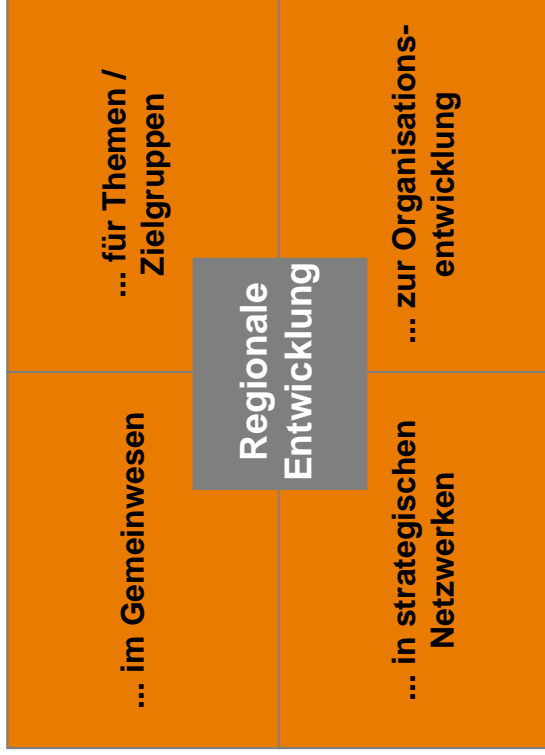 ... im Gemeinwesen
... für Themen /
Zielgruppen
Regionale
Entwicklung
... in strategischen
Netzwerken
... zur Organisations-
entwicklung